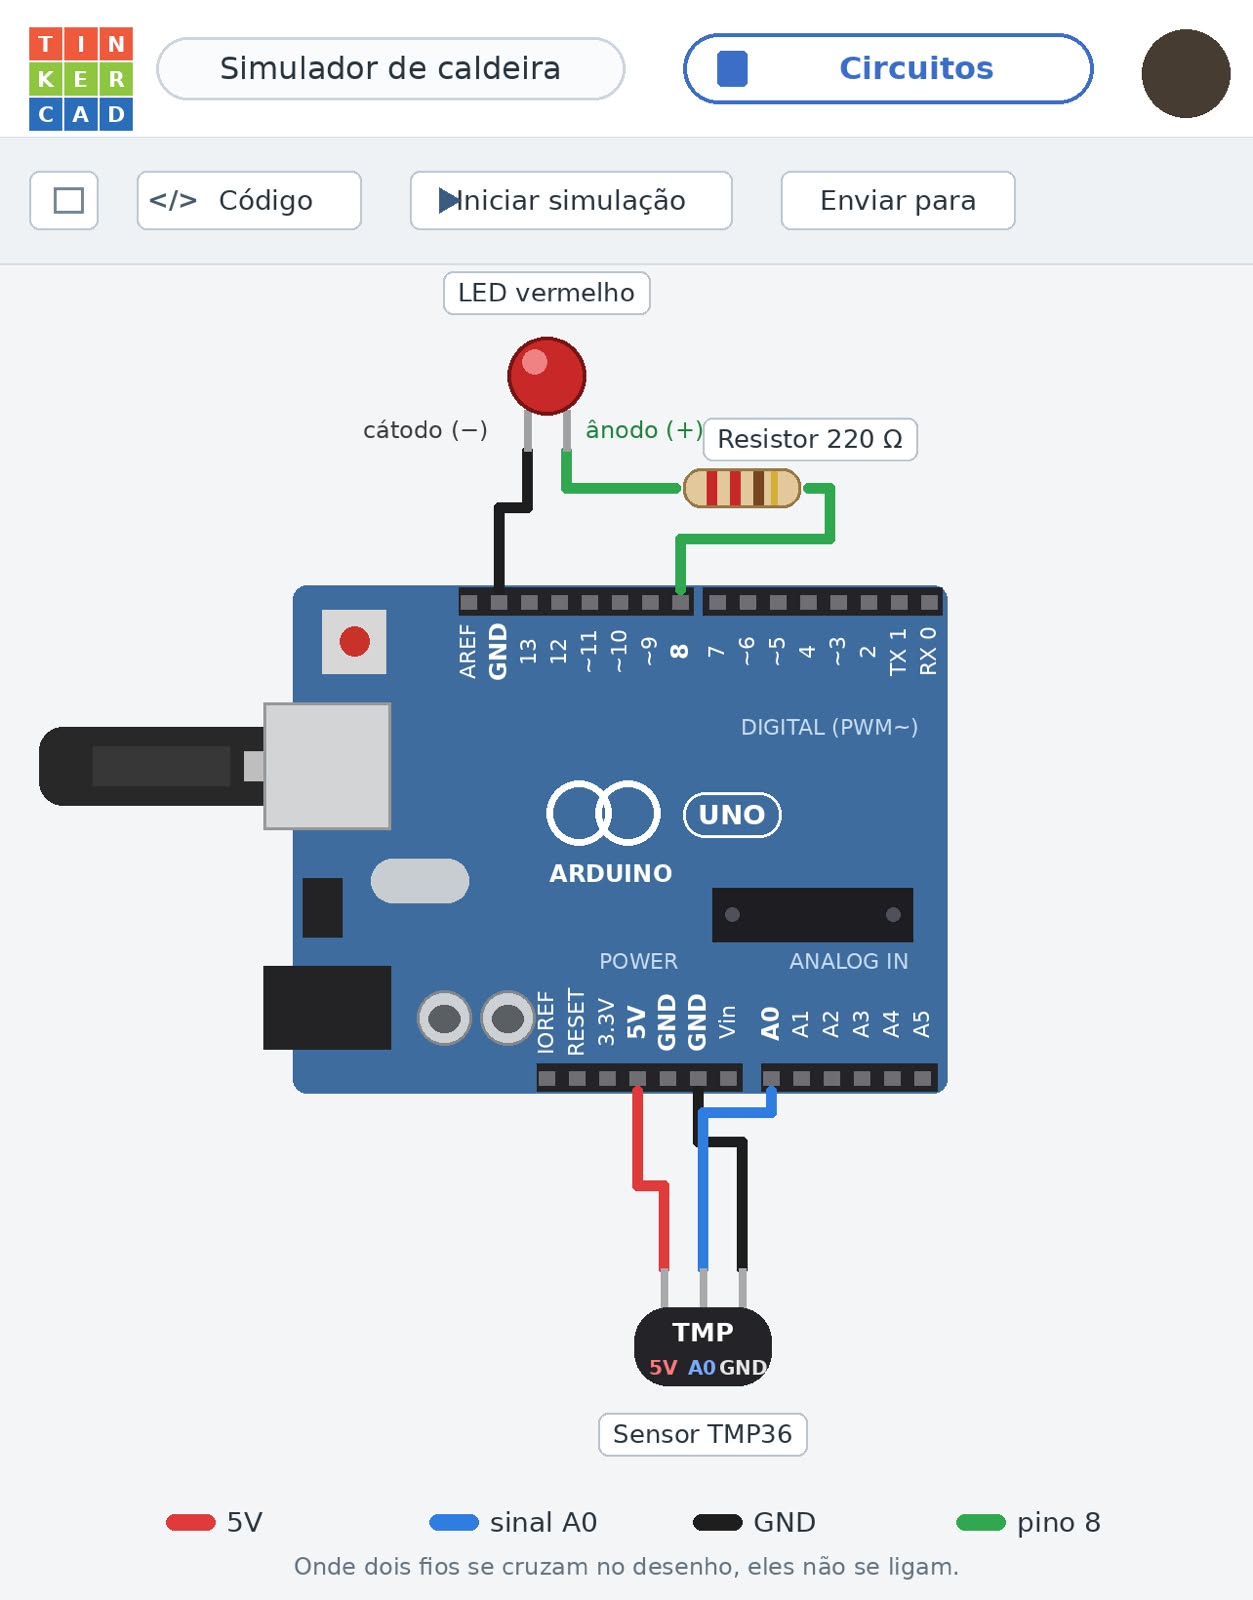 T I N
K E R
C A D
Simulador de caldeira
Circuitos
</> Código
Iniciar simulação
Enviar para
LED vermelho
cátodo (−)
ânodo (+)
Resistor 220 Ω
AREF
GND
13
12
~11
~10
~9
8
7
~6
~5
4
~3
2
TX 1
RX 0
DIGITAL (PWM~)
UNO
ARDUINO
POWER
ANALOG IN
IOREF
RESET
3.3V
5V
GND
GND
Vin
A0
A1
A2
A3
A4
A5
TMP
5V A0 GND
Sensor TMP36
5V
sinal A0
GND
pino 8
Onde dois fios se cruzam no desenho, eles não se ligam.